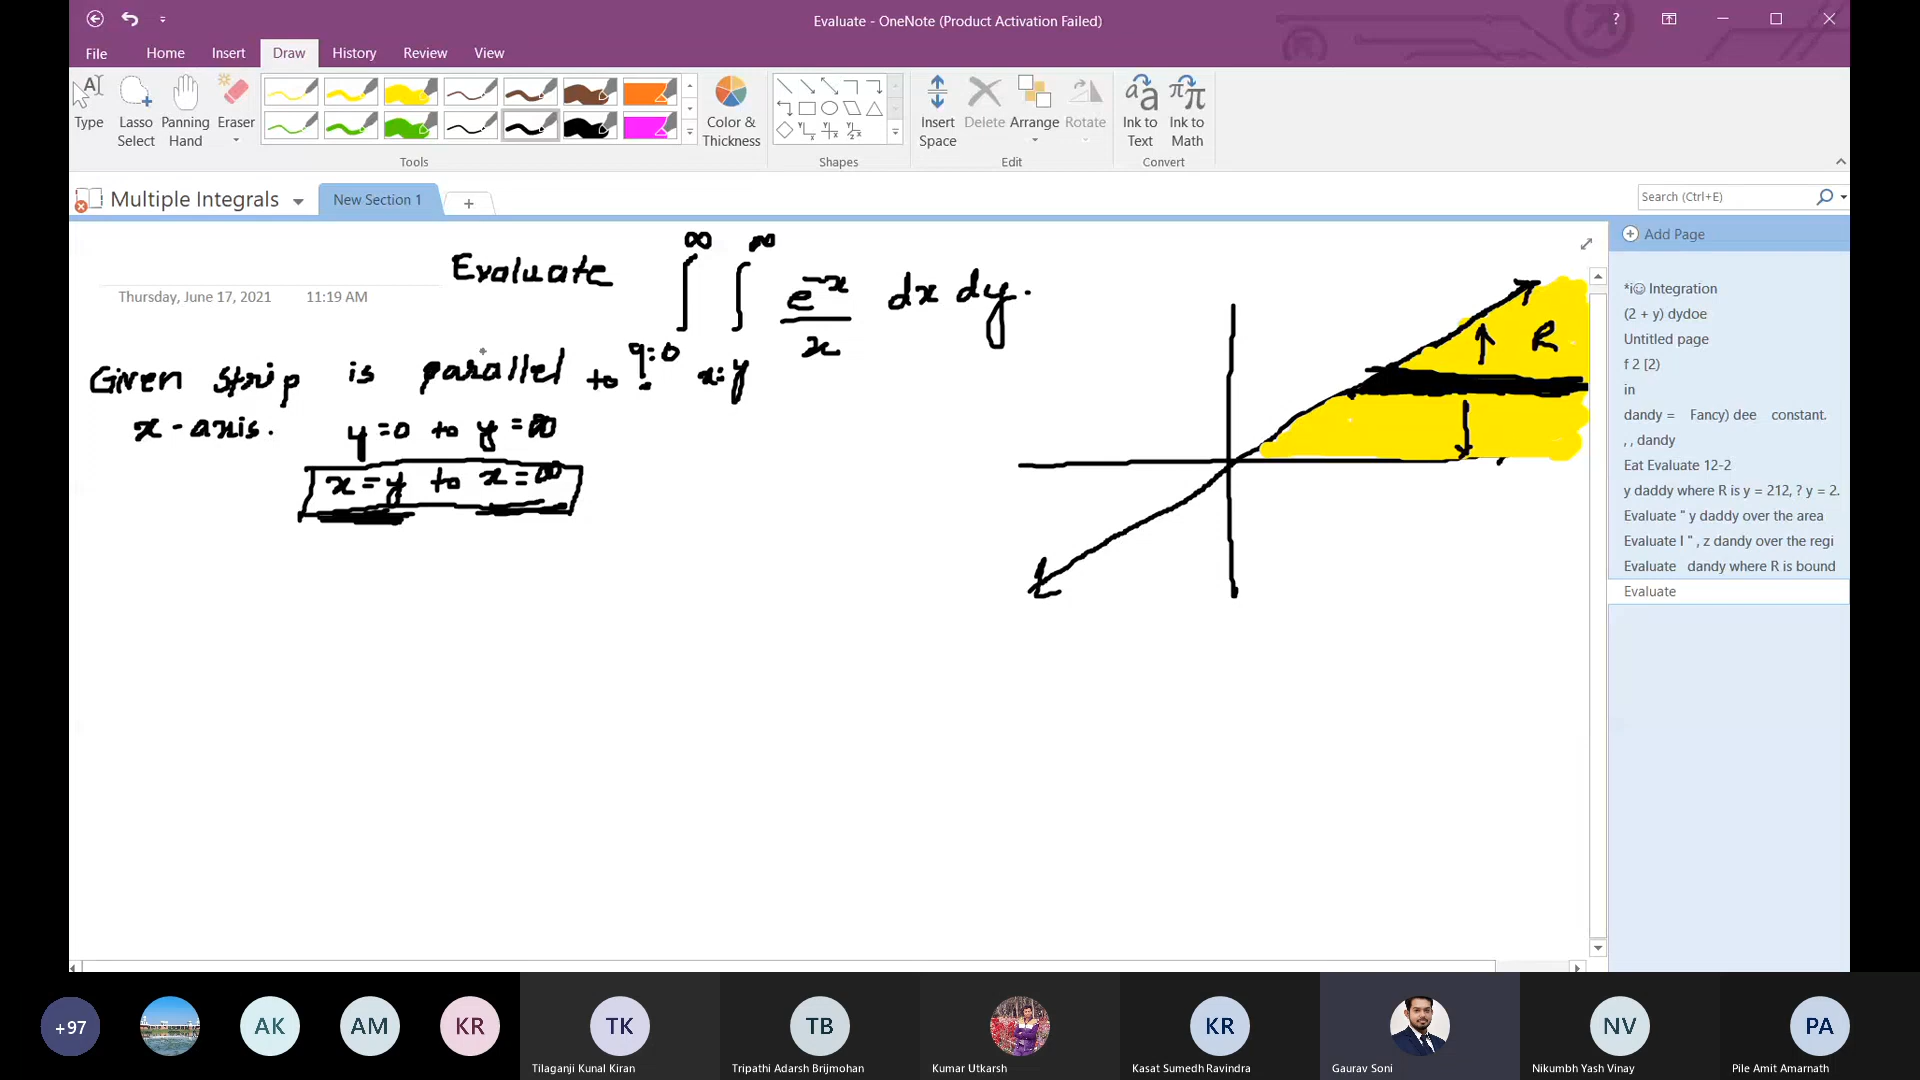 Evaluate - OneNote (Product Activation Failed)
?
File Home Insert Draw History Review View
Type
Lasso Select
Panning Hand
Eraser
Tools
Color & Thickness
Shapes
Insert Space
Delete
Arrange
Rotate
Edit
Ink to Text
Ink to Math
Convert
Multiple Integrals
New Section 1
+
Search (Ctrl+E)
Add Page
*i☺ Integration
(2 + y) dydoe
Untitled page
f 2 [2)
in
dandy = Fancy) dee constant.
, , dandy
Eat Evaluate 12-2
y daddy where R is y = 212, ? y = 2.
Evaluate " y daddy over the area
Evaluate I " , z dandy over the regi
Evaluate dandy where R is bound
Evaluate
Thursday, June 17, 2021 11:19 AM
Evaluate ∫ ∞ y=0 ∫ ∞ x=y e^-x / x dx dy.
Given strip is parallel to
x-axis.
y=0 to y=∞
x=y to x=∞
R
+97 AK AM KR TK TB KR NV PA
Tilaganji Kunal Kiran
Tripathi Adarsh Brijmohan
Kumar Utkarsh
Kasat Sumedh Ravindra
Gaurav Soni
Nikumbh Yash Vinay
Pile Amit Amarnath